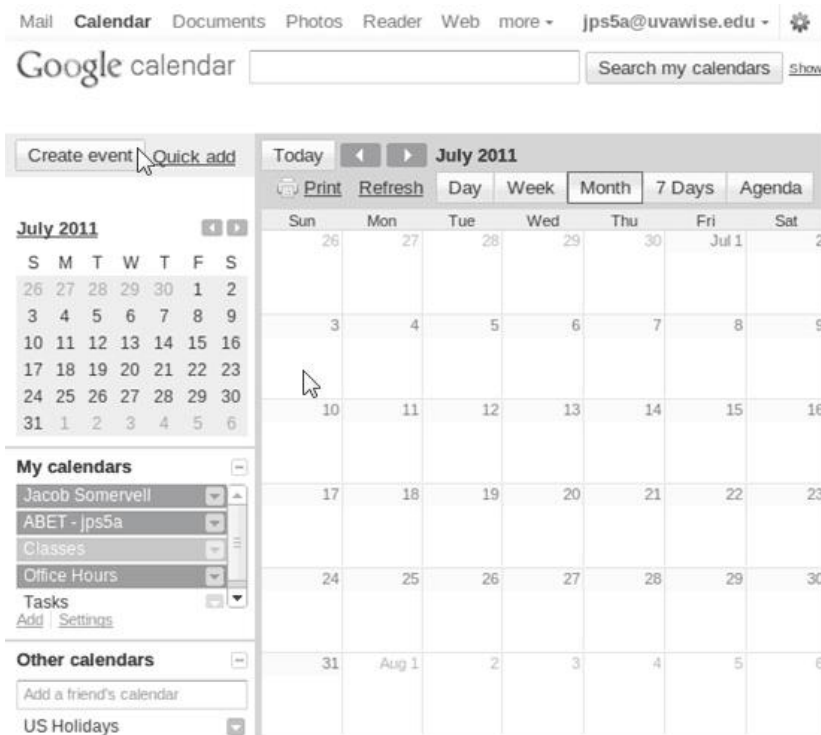 Mail Calendar Documents Photos Reader Web more jps5a@uvawise.edu
Google calendar Search my calendars Show
Create event Quick add
Today July 2011
Print Refresh Day Week Month 7 Days Agenda
July 2011
S M T W T F S
26 27 28 29 30 1 2
3 4 5 6 7 8 9
10 11 12 13 14 15 16
17 18 19 20 21 22 23
24 25 26 27 28 29 30
31 1 2 3 4 5 6
My calendars
Jacob Somervell
ABET - jps5a
Classes
Office Hours
Tasks
Add Settings
Other calendars
Add a friend's calendar
US Holidays
Sun Mon Tue Wed Thu Fri Sat
26 27 28 29 30 Jul 1 2
3 4 5 6 7 8 9
10 11 12 13 14 15 16
17 18 19 20 21 22 23
24 25 26 27 28 29 30
31 Aug 1 2 3 4 5 6